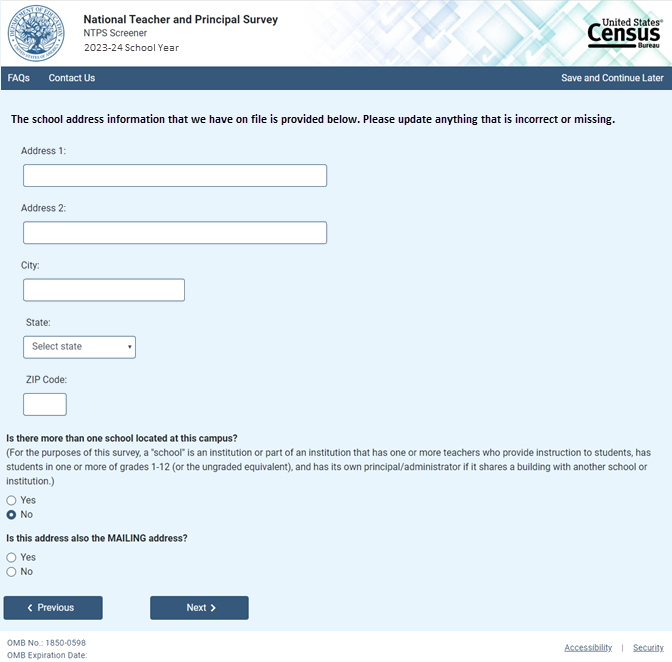 National Teacher and Principal Survey
NTPS Screener
2023-24 School Year
United States®
Census
Bureau
FAQs Contact Us Save and Continue Later
The school address information that we have on file is provided below. Please update anything that is incorrect or missing.
Address 1:
Address 2:
City:
State:
Select state
ZIP Code:
Is there more than one school located at this campus?
(For the purposes of this survey, a "school" is an institution or part of an institution that has one or more teachers who provide instruction to students, has
students in one or more of grades 1-12 (or the ungraded equivalent), and has its own principal/administrator if it shares a building with another school or
institution.)
Yes
No
Is this address also the MAILING address?
Yes
No
Previous Next
OMB No.: 1850-0598
OMB Expiration Date:
Accessibility | Security